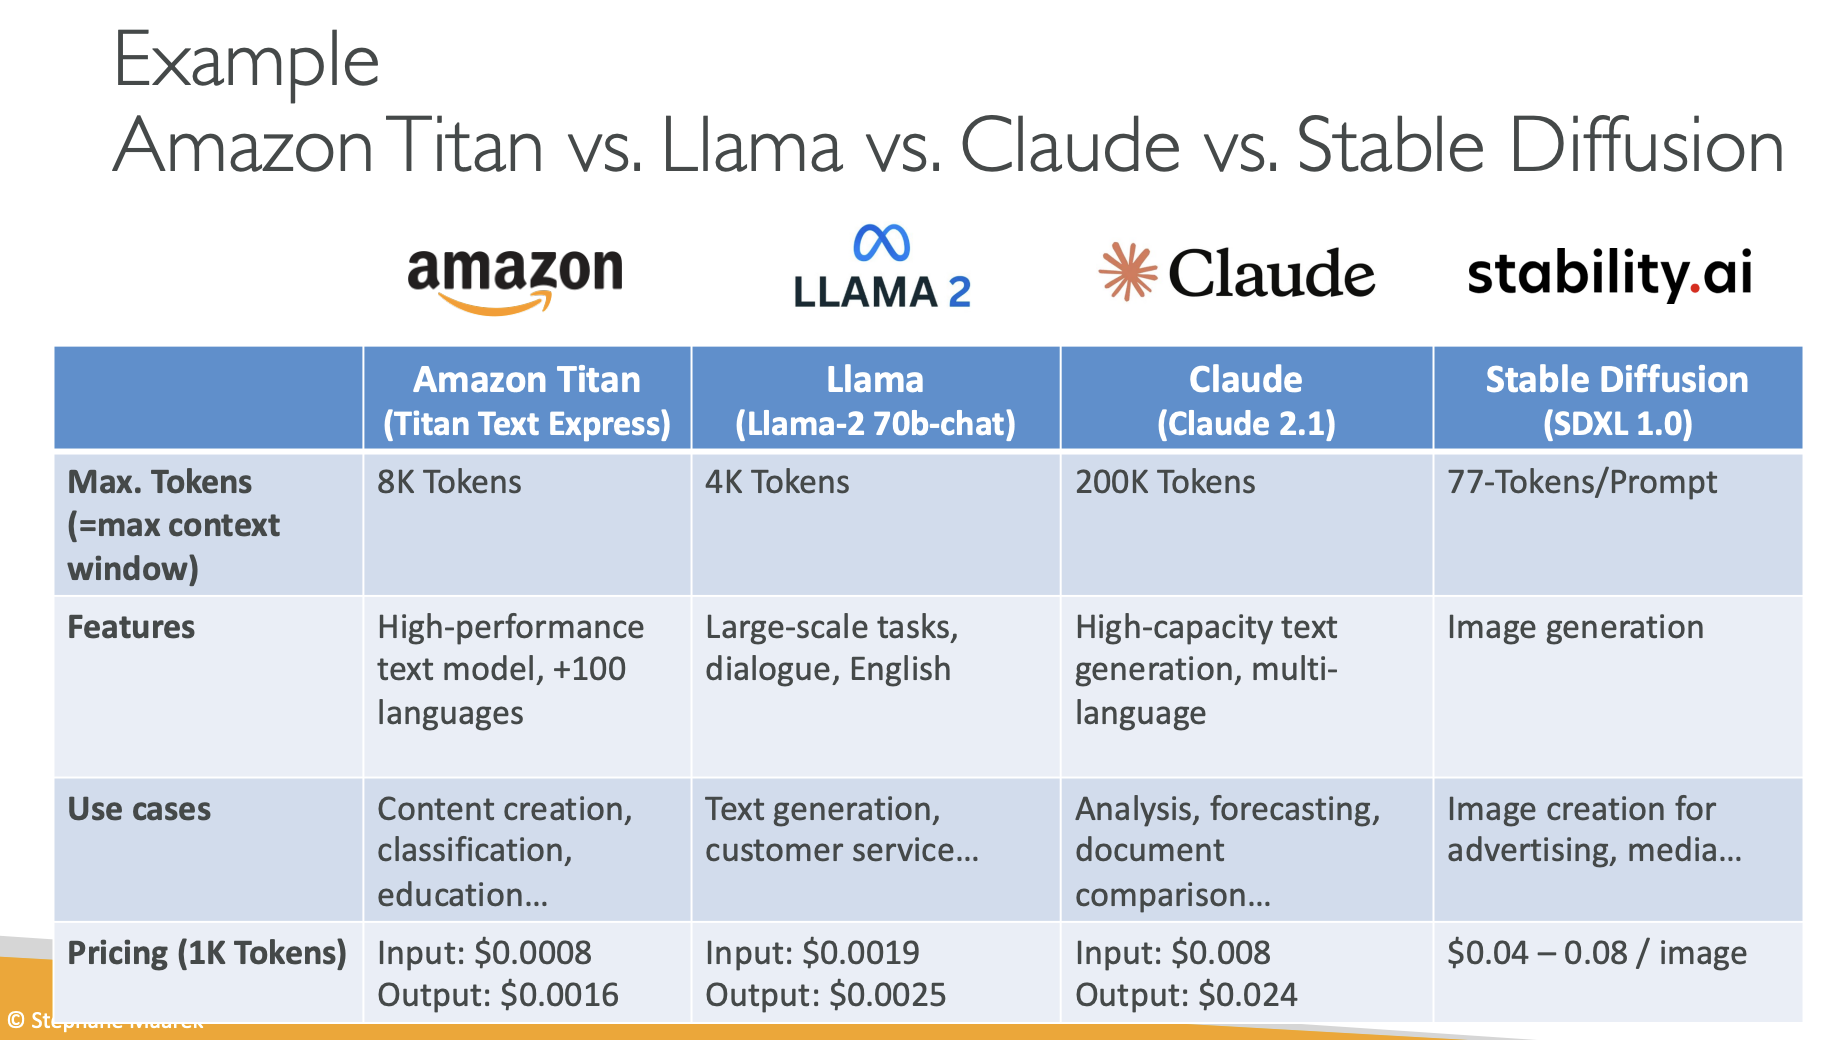 Example
Amazon Titan vs. Llama vs. Claude vs. Stable Diffusion
amazon
LLAMA 2
Claude
stability.ai
Amazon Titan
(Titan Text Express)
Llama
(Llama-2 70b-chat)
Claude
(Claude 2.1)
Stable Diffusion
(SDXL 1.0)
Max. Tokens
(=max context
window)
8K Tokens
4K Tokens
200K Tokens
77-Tokens/Prompt
Features
High-performance
text model, +100
languages
Large-scale tasks,
dialogue, English
High-capacity text
generation, multi-
language
Image generation
Use cases
Content creation,
classification,
education…
Text generation,
customer service…
Analysis, forecasting,
document
comparison…
Image creation for
advertising, media…
Pricing (1K Tokens)
Input: $0.0008
Output: $0.0016
Input: $0.0019
Output: $0.0025
Input: $0.008
Output: $0.024
$0.04 – 0.08 / image
© Stephane Maarek